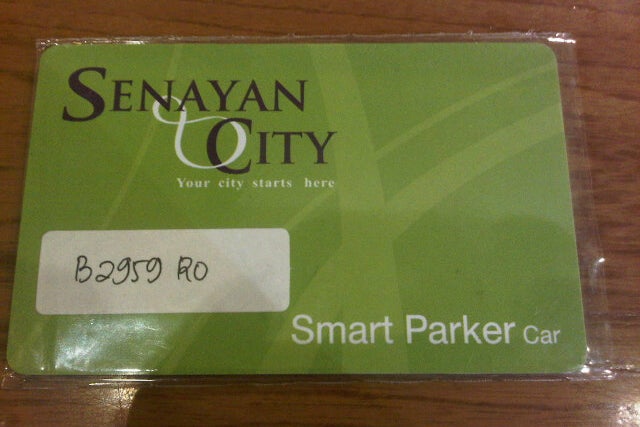 SENAYAN
CITY
Your city starts here
B2959 RO
Smart Parker Car